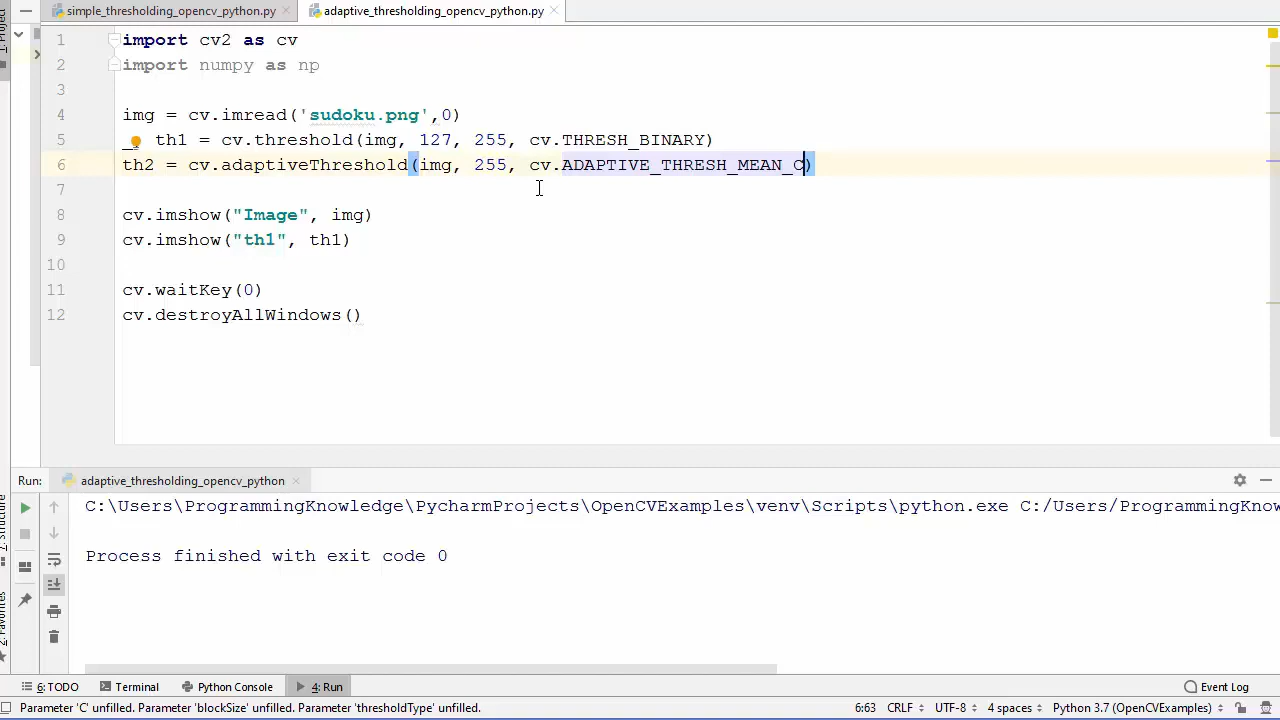 simple_thresholding_opencv_python.py adaptive_thresholding_opencv_python.py
1 import cv2 as cv
2 import numpy as np
3
4 img = cv.imread('sudoku.png',0)
5 _ th1 = cv.threshold(img, 127, 255, cv.THRESH_BINARY)
6 th2 = cv.adaptiveThreshold(img, 255, cv.ADAPTIVE_THRESH_MEAN_C)
7
8 cv.imshow("Image", img)
9 cv.imshow("th1", th1)
10
11 cv.waitKey(0)
12 cv.destroyAllWindows()
Run: adaptive_thresholding_opencv_python
C:\Users\ProgrammingKnowledge\PycharmProjects\OpenCVExamples\venv\Scripts\python.exe C:/Users/ProgrammingKnow
Process finished with exit code 0
6: TODO Terminal Python Console 4: Run Event Log
Parameter 'C' unfilled. Parameter 'blockSize' unfilled. Parameter 'thresholdType' unfilled. 6:63 CRLF UTF-8 4 spaces Python 3.7 (OpenCVExamples)